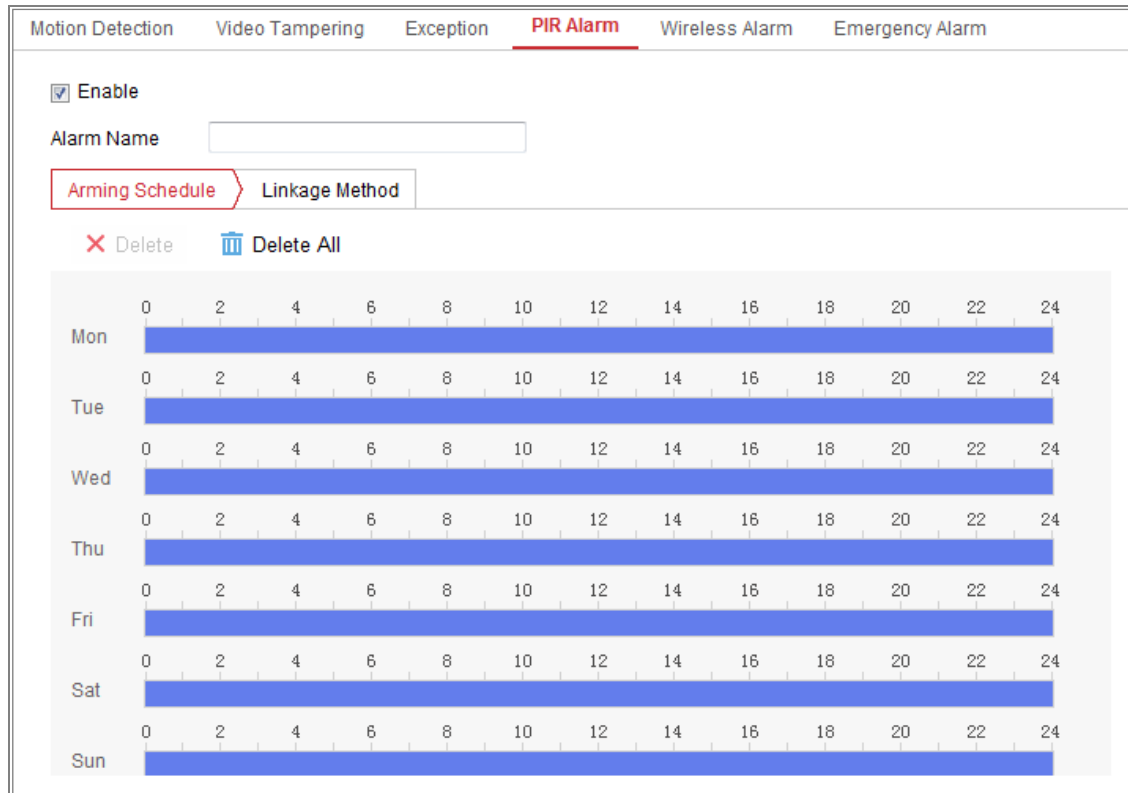 Motion Detection Video Tampering Exception PIR Alarm Wireless Alarm Emergency Alarm
Enable
Alarm Name
Arming Schedule Linkage Method
Delete Delete All
0 2 4 6 8 10 12 14 16 18 20 22 24
Mon
0 2 4 6 8 10 12 14 16 18 20 22 24
Tue
0 2 4 6 8 10 12 14 16 18 20 22 24
Wed
0 2 4 6 8 10 12 14 16 18 20 22 24
Thu
0 2 4 6 8 10 12 14 16 18 20 22 24
Fri
0 2 4 6 8 10 12 14 16 18 20 22 24
Sat
0 2 4 6 8 10 12 14 16 18 20 22 24
Sun